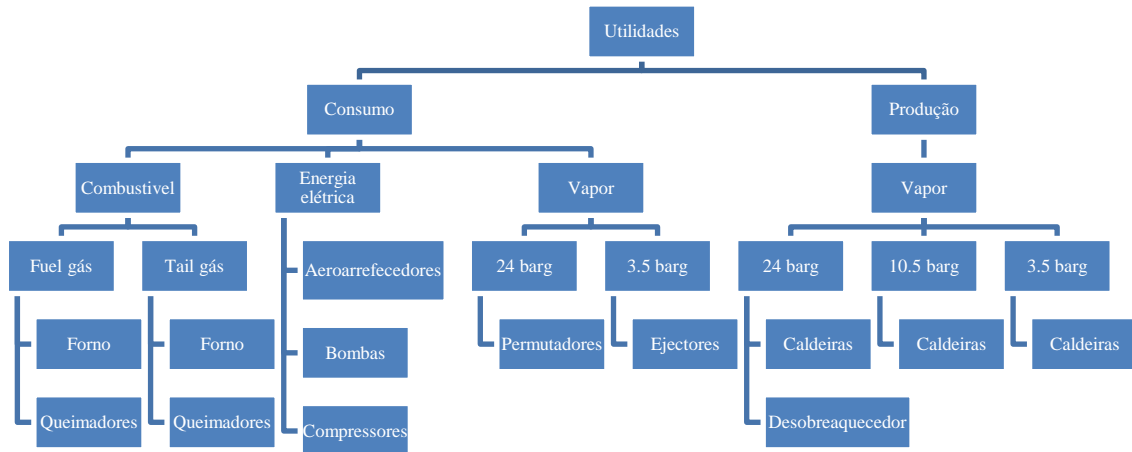 Utilidades
Consumo
Produção
Combustivel
Energia
elétrica
Vapor
Vapor
Fuel gás
Tail gás
Aeroarrefecedores
24 barg
3.5 barg
24 barg
10.5 barg
3.5 barg
Forno
Forno
Bombas
Permutadores
Ejectores
Caldeiras
Caldeiras
Caldeiras
Queimadores
Queimadores
Compressores
Desobreaquecedor